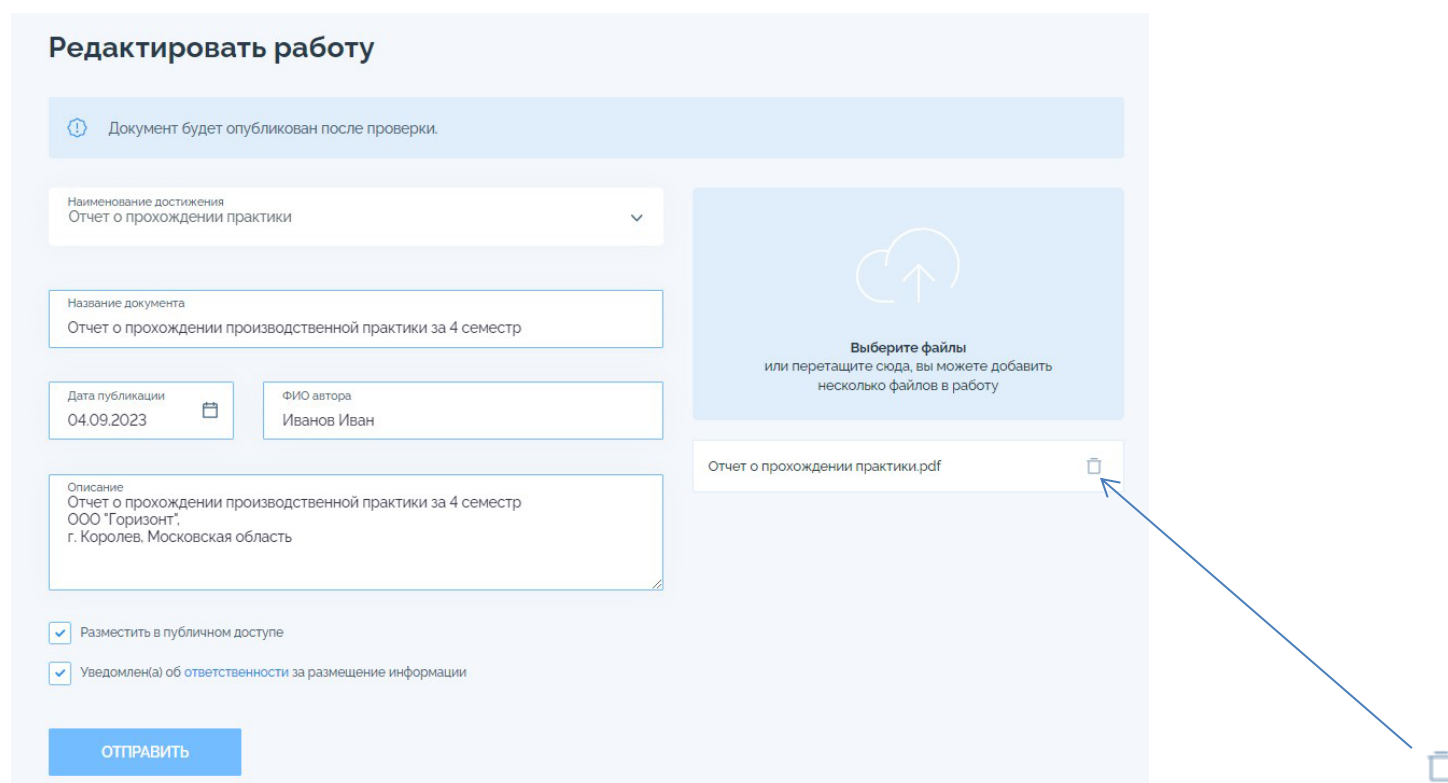 Редактировать работу
Документ будет опубликован после проверки.
Наименование достижения
Отчет о прохождении практики
Название документа
Отчет о прохождении производственной практики за 4 семестр
Дата публикации
04.09.2023
ФИО автора
Иванов Иван
Описание
Отчет о прохождении производственной практики за 4 семестр
ООО "Горизонт",
г. Королев, Московская область
Разместить в публичном доступе
Уведомлен(а) об ответственности за размещение информации
ОТПРАВИТЬ
Выберите файлы
или перетащите сюда, вы можете добавить
несколько файлов в работу
Отчет о прохождении практики.pdf